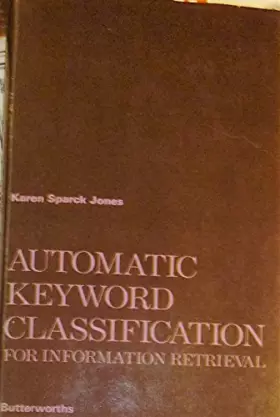 Karen Sparck Jones
AUTOMATIC
KEYWORD
CLASSIFICATION
FOR INFORMATION RETRIEVAL
Butterworths